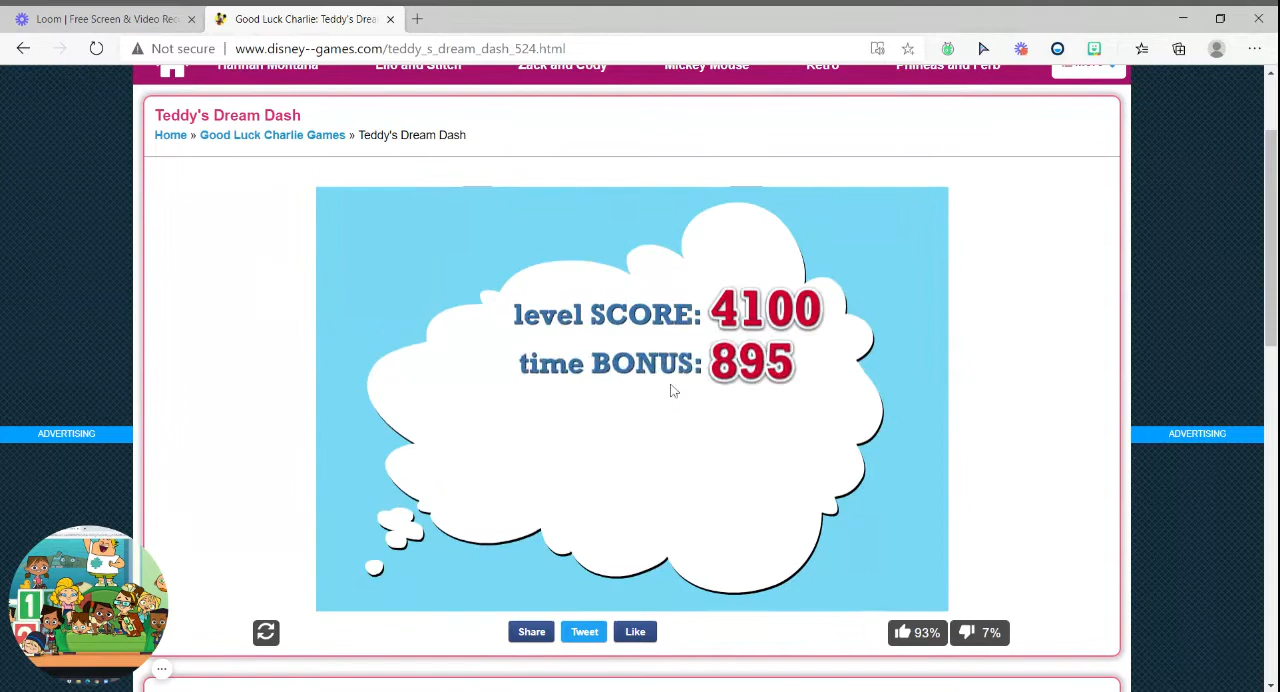 Loom | Free Screen & Video Rec
Good Luck Charlie: Teddy's Drea
Not secure | www.disney--games.com/teddy_s_dream_dash_524.html
Hannah Montana Lilo and Stitch Zack and Cody Mickey Mouse Retro Phineas and Ferb More
Teddy's Dream Dash
Home » Good Luck Charlie Games » Teddy's Dream Dash
level SCORE: 4100
time BONUS: 895
ADVERTISING
ADVERTISING
1
Share Tweet Like
93% 7%